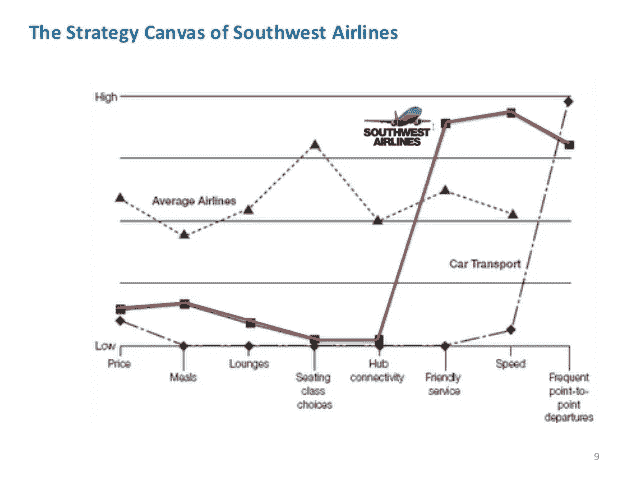 The Strategy Canvas of Southwest Airlines
High
SOUTHWEST
AIRLINES
Average Airlines
Car Transport
Low
Price
Meals
Lounges
Seating
class
choices
Hub
connectivity
Friendly
service
Speed
Frequent
point-to-
point
departures
9